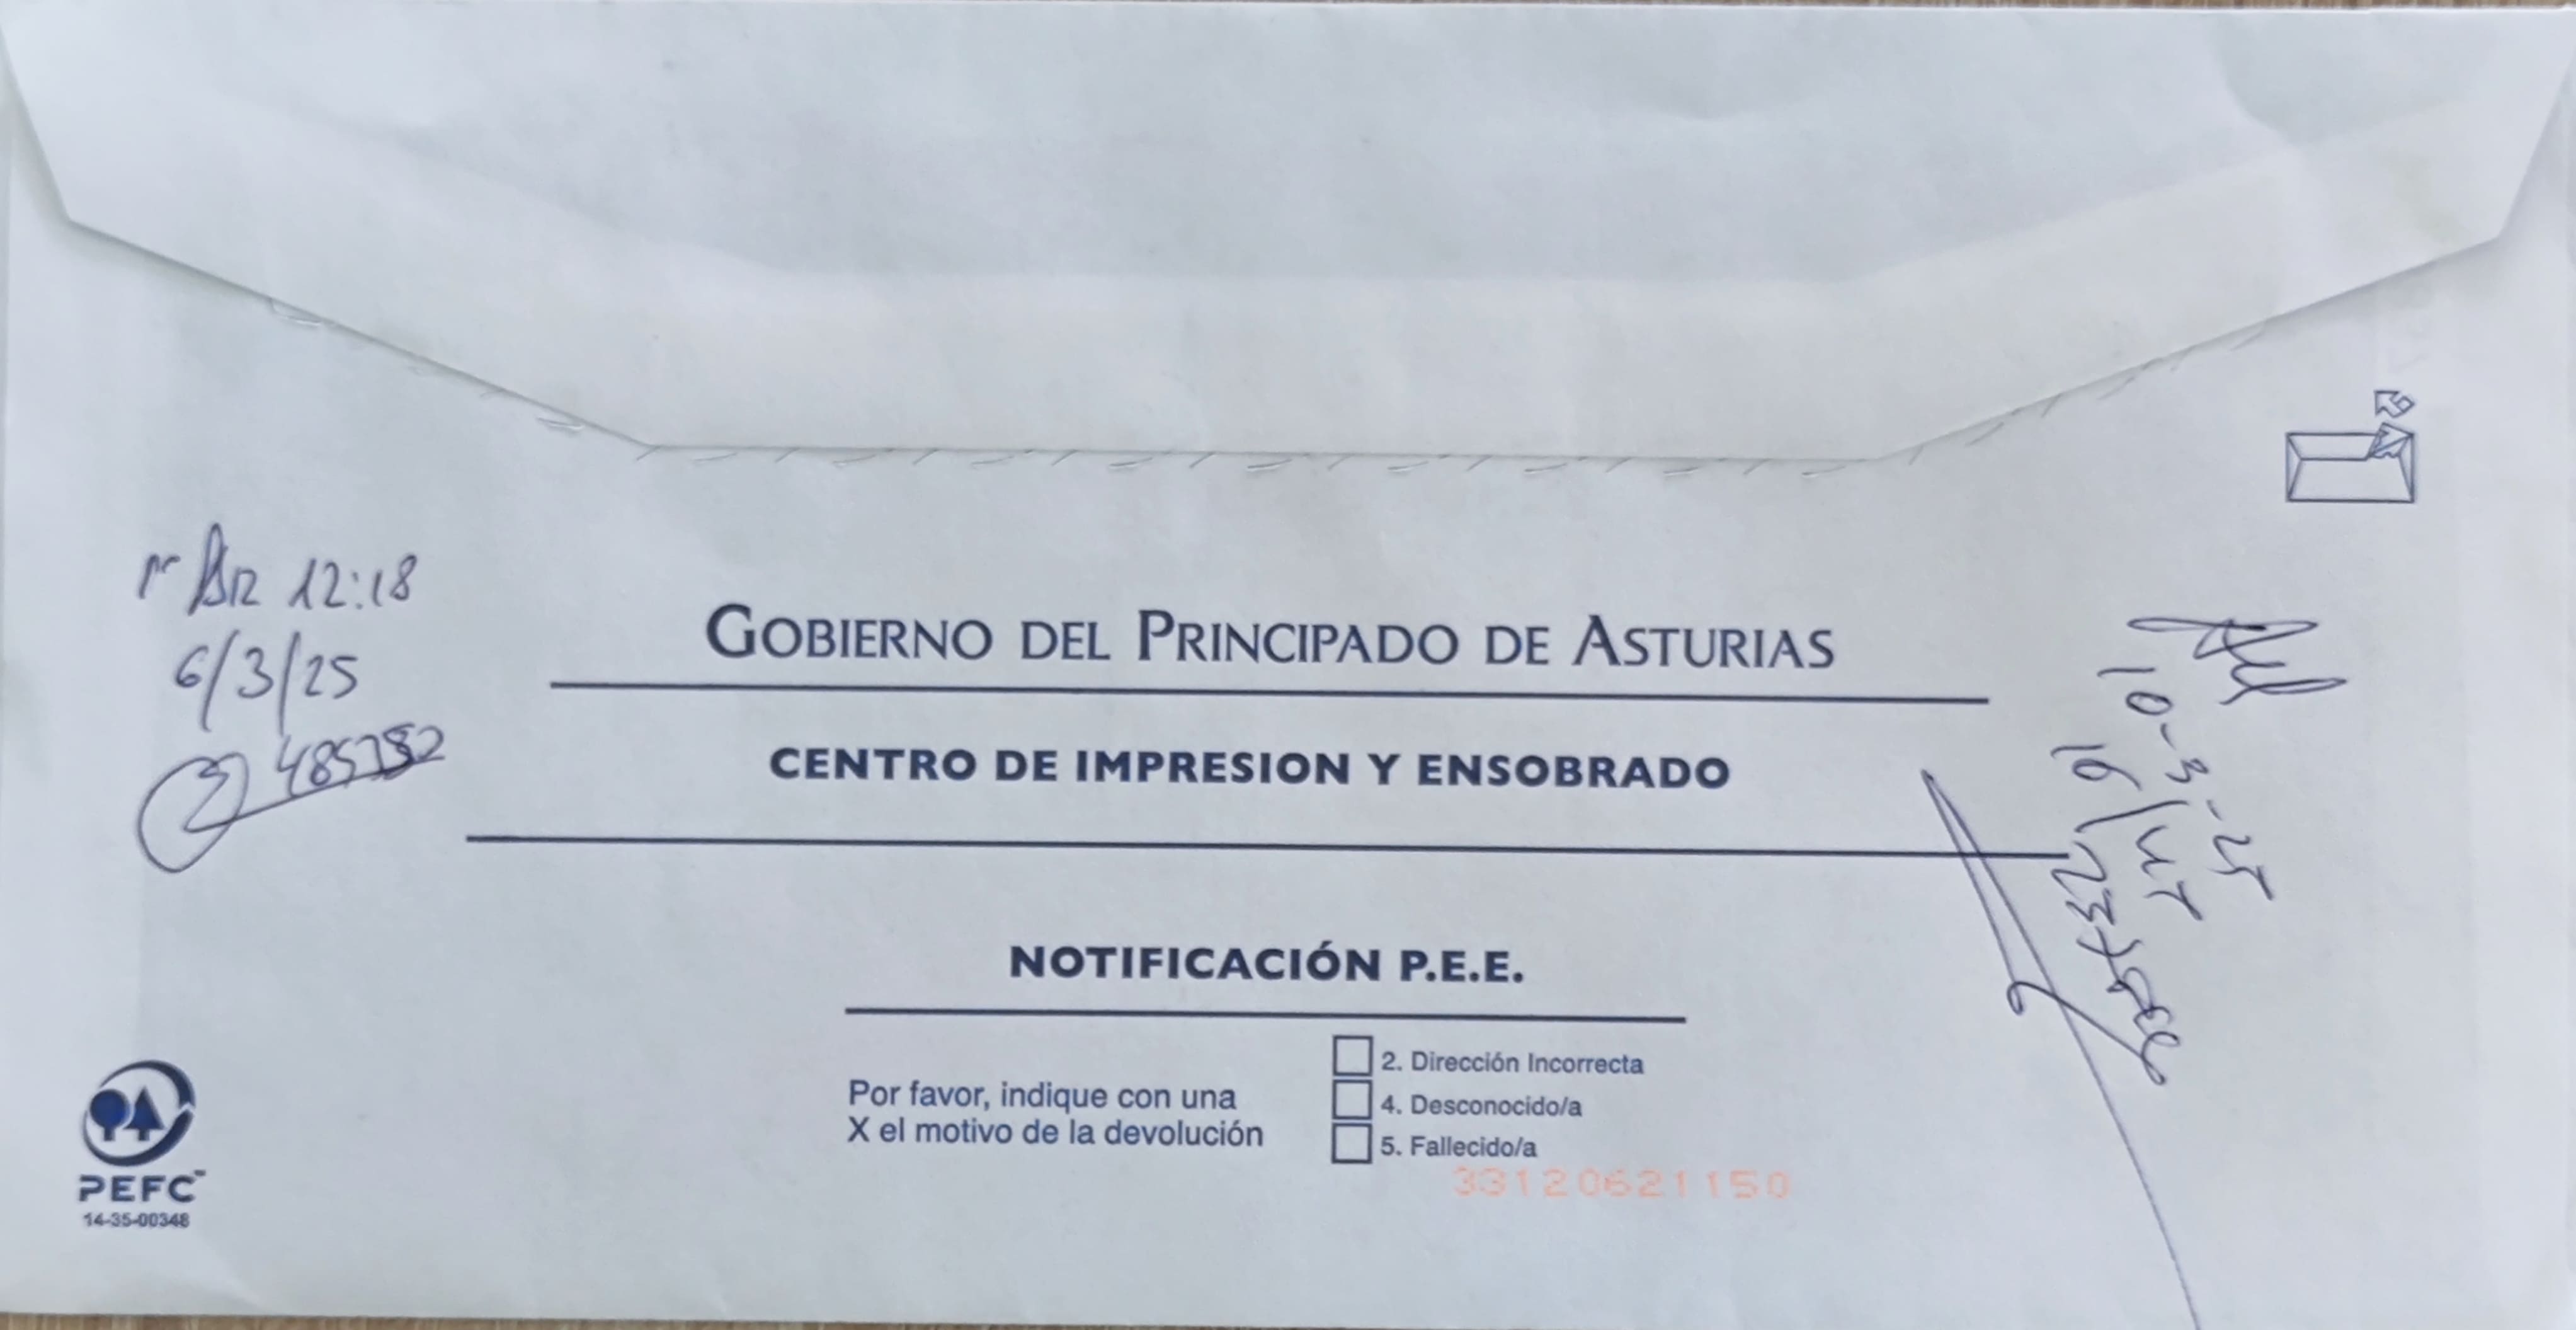 12:18
6/3/25
GOBIERNO DEL PRINCIPADO DE ASTURIAS
CENTRO DE IMPRESION Y ENSOBRADO
NOTIFICACIÓN P.E.E.
Por favor, indique con una
X el motivo de la devolución
2. Dirección Incorrecta
4. Desconocido/a
5. Fallecido/a
33120621150
PEFC™
14-35-00348
10-3-25